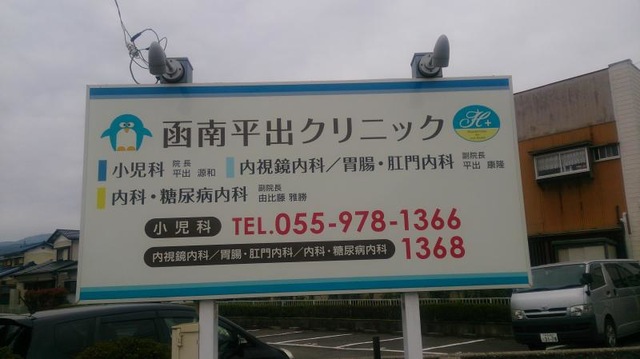 函南平出クリニック
小児科 院長 平出 源和 内視鏡内科／胃腸・肛門内科 副院長 平出 康隆
内科・糖尿病内科 副院長 由比藤 雅勝
小児科 TEL.055-978-1366
内視鏡内科／胃腸・肛門内科／内科・糖尿病内科 1368